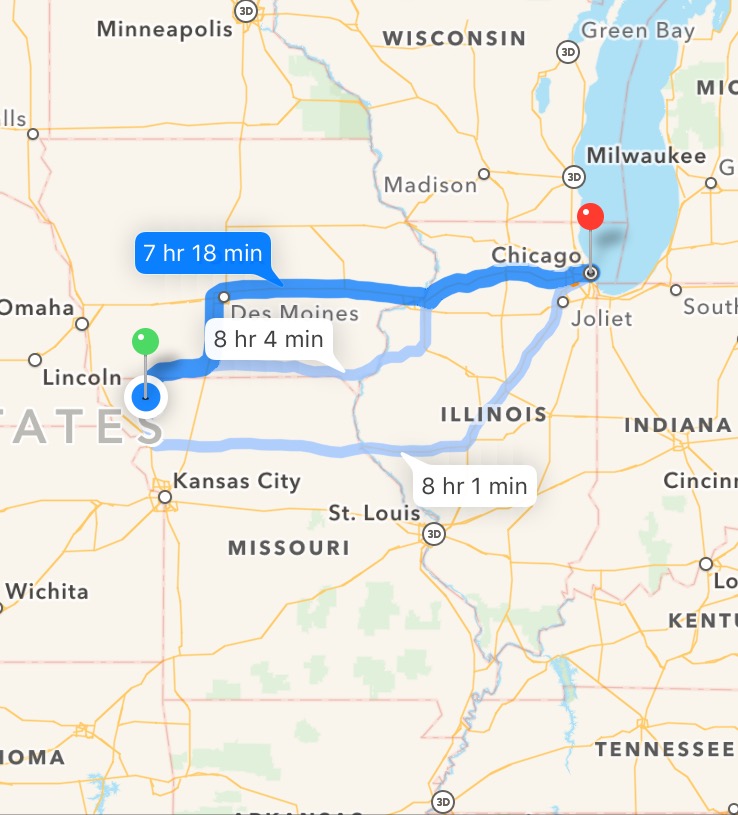 3D
Minneapolis
WISCONSIN
3D
Green Bay
MIC
lls
Milwaukee
3D
G
Madison
7 hr 18 min
Chicago
Omaha
Des Moines
South
Joliet
8 hr 4 min
Lincoln
ILLINOIS
TATES
INDIANA
Kansas City
8 hr 1 min
Cincinn
St. Louis
3D
MISSOURI
Wichita
Lo
KENTU
TENNESSEE
HOMA
3D
ARKANSAS